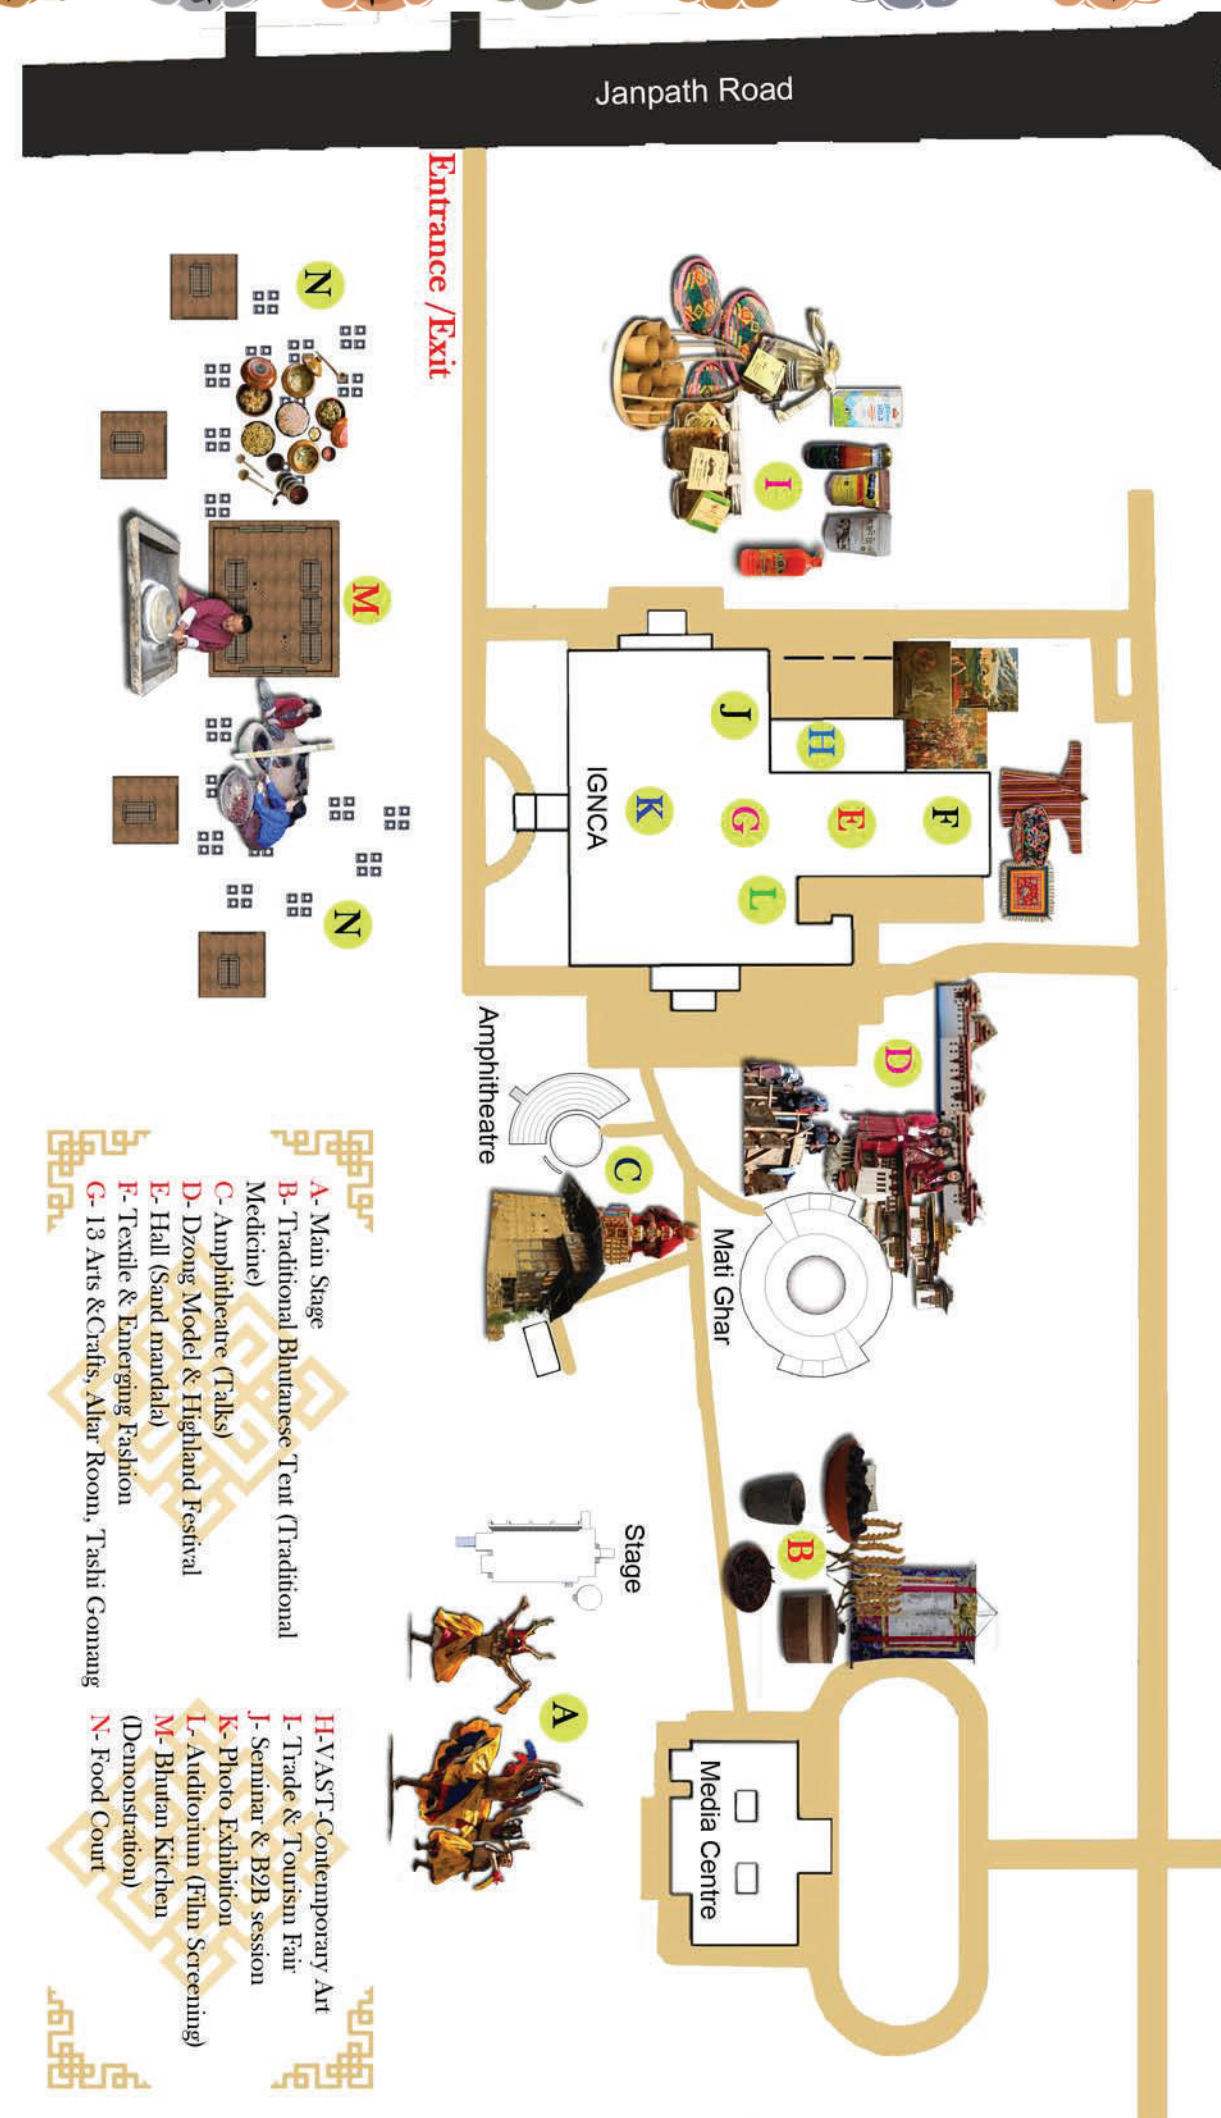 Janpath Road
Entrance /Exit
N
I
M
J
H
IGNCA
K
G
E
F
L
N
D
Amphitheatre
C
Mati Ghar
B
Stage
A
Media Centre
A- Main Stage
B- Traditional Bhutanese Tent (Traditional
Medicine)
C- Amphitheatre (Talks)
D- Dzong Model & Highland Festival
E- Hall (Sand mandala)
F- Textile & Emerging Fashion
G- 13 Arts &Crafts, Altar Room, Tashi Gomang
H-VAST-Contemporary Art
I- Trade & Tourism Fair
J- Seminar & B2B session
K- Photo Exhibition
L- Auditorium (Film Screening)
M- Bhutan Kitchen
(Demonstration)
N- Food Court